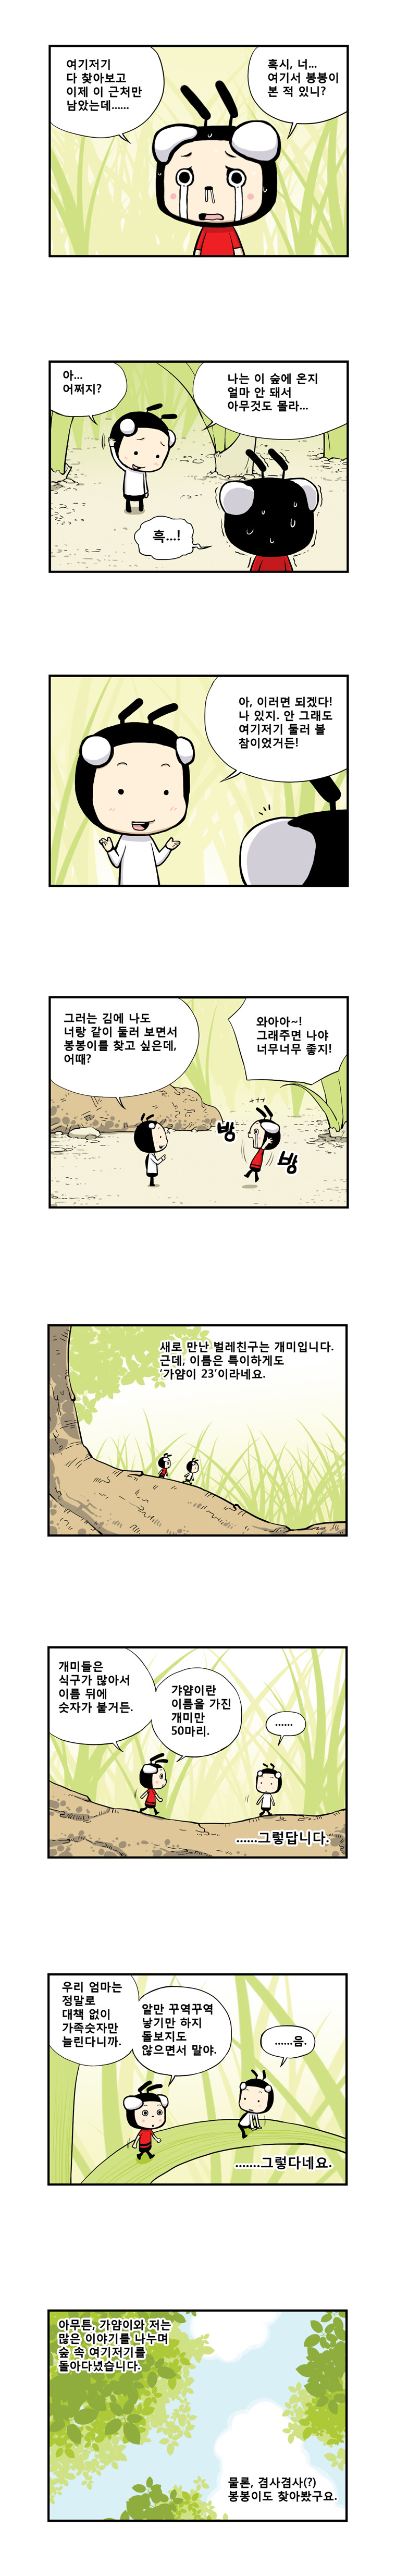 여기저기
다 찾아보고
이제 이 근처만
남았는데......
혹시, 너...
여기서 봉봉이
본 적 있니?
아...
어쩌지?
나는 이 숲에 온지
얼마 안 돼서
아무것도 몰라...
흑...!
아, 이러면 되겠다!
나 있지. 안 그래도
여기저기 둘러 볼
참이었거든!
그러는 김에 나도
너랑 같이 둘러 보면서
봉봉이를 찾고 싶은데,
어때?
와아아~!
그래주면 나야
너무너무 좋지!
방
방
새로 만난 벌레친구는 개미입니다.
근데, 이름은 특이하게도
'가얌이 23'이라네요.
개미들은
식구가 많아서
이름 뒤에
숫자가 붙거든.
가얌이란
이름을 가진
개미만
50마리.
......
......그렇답니다.
우리 엄마는
정말로
대책 없이
가족숫자만
늘린다니까.
알만 꾸역꾸역
낳기만 하지
돌보지도
않으면서 말야.
......음.
.......그렇다네요.
아무튼, 가얌이와 저는
많은 이야기를 나누며
숲 속 여기저기를
돌아다녔습니다.
물론, 겸사겸사(?)
봉봉이도 찾아봤구요.